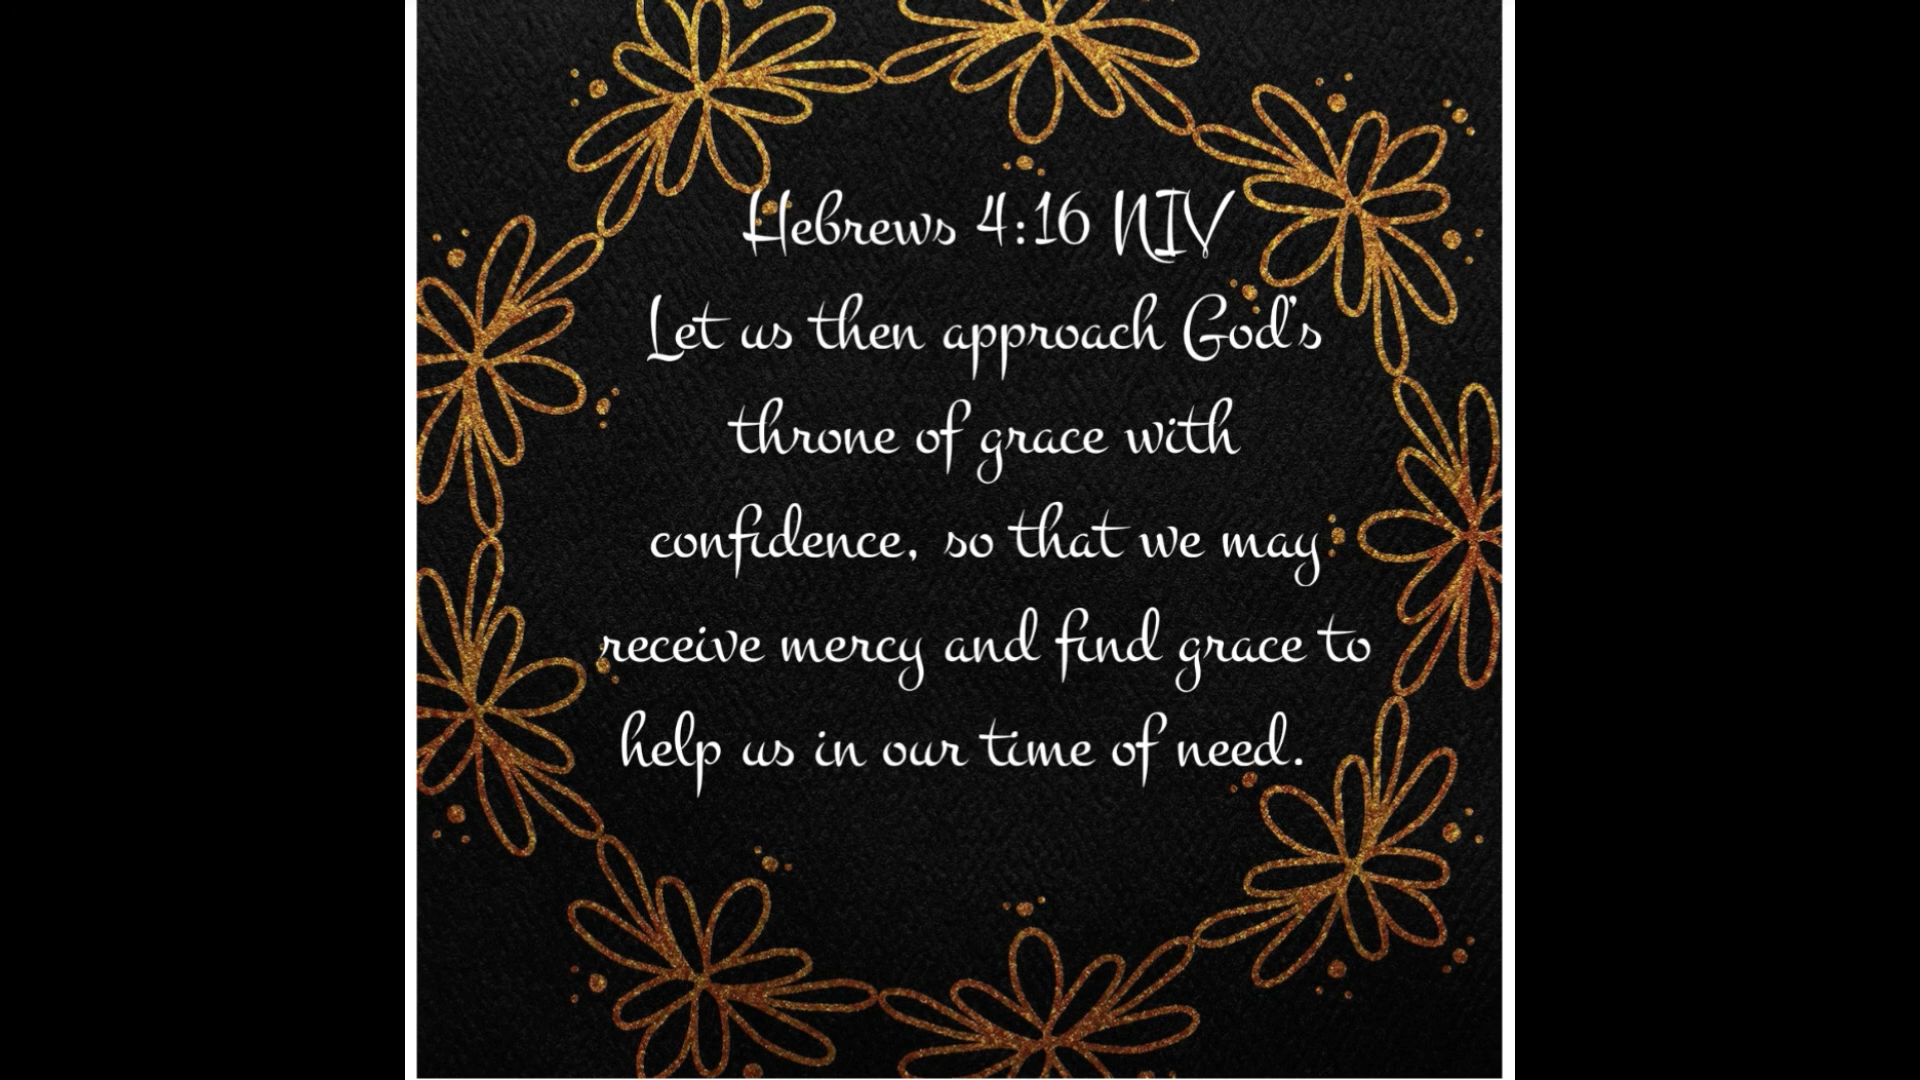 Hebrews 4:16 NIV
Let us then approach God's
throne of grace with
confidence, so that we may
receive mercy and find grace to
help us in our time of need.